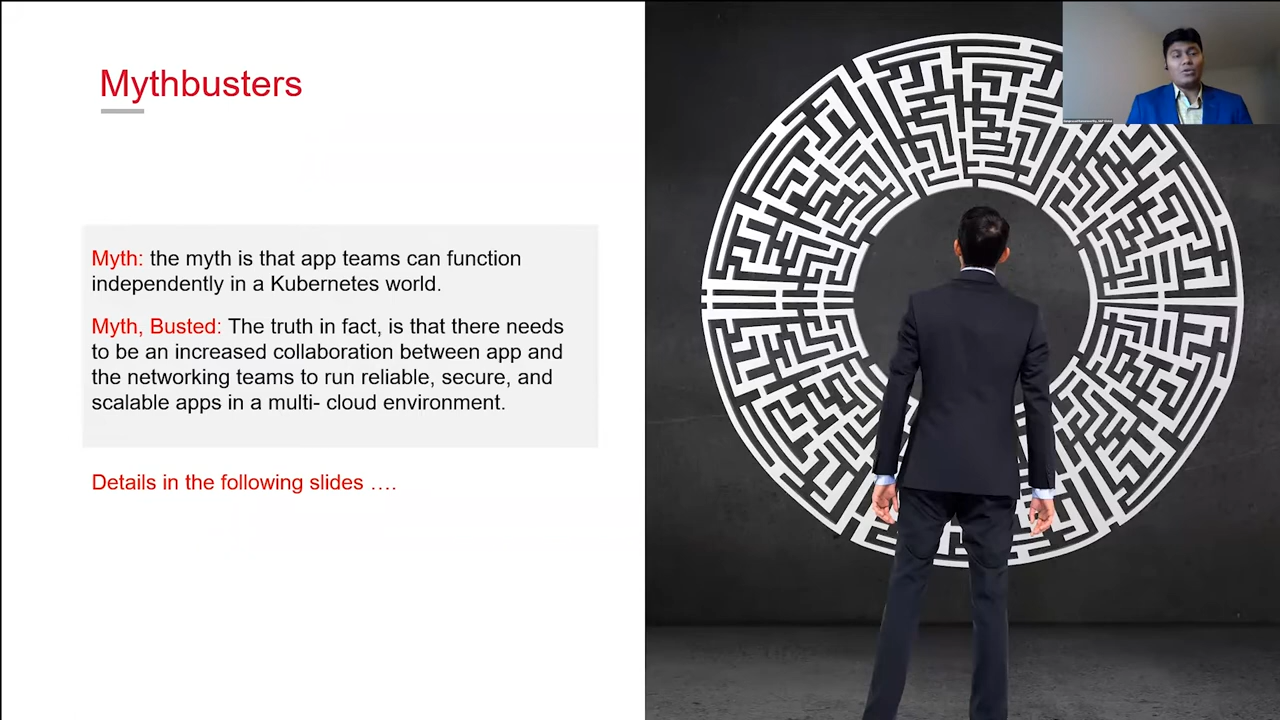 Mythbusters
Myth: the myth is that app teams can function
independently in a Kubernetes world.
Myth, Busted: The truth in fact, is that there needs
to be an increased collaboration between app and
the networking teams to run reliable, secure, and
scalable apps in a multi- cloud environment.
Details in the following slides ….